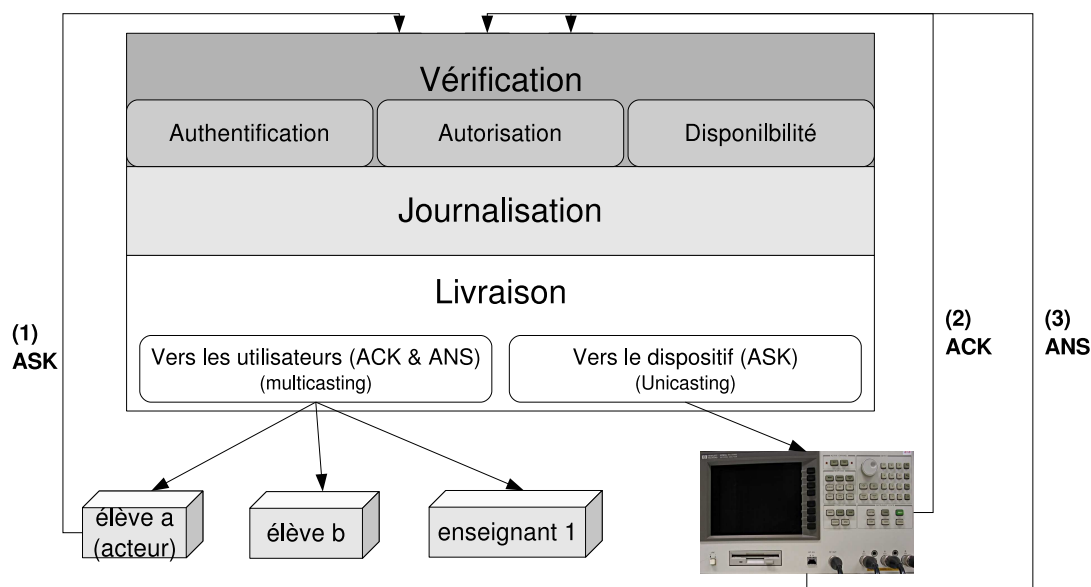 Vérification
Authentification
Autorisation
Disponilbilité
Journalisation
Livraison
(1)
ASK
(2)
ACK
(3)
ANS
Vers les utilisateurs (ACK & ANS)
(multicasting)
Vers le dispositif (ASK)
(Unicasting)
élève a
(acteur)
élève b
enseignant 1